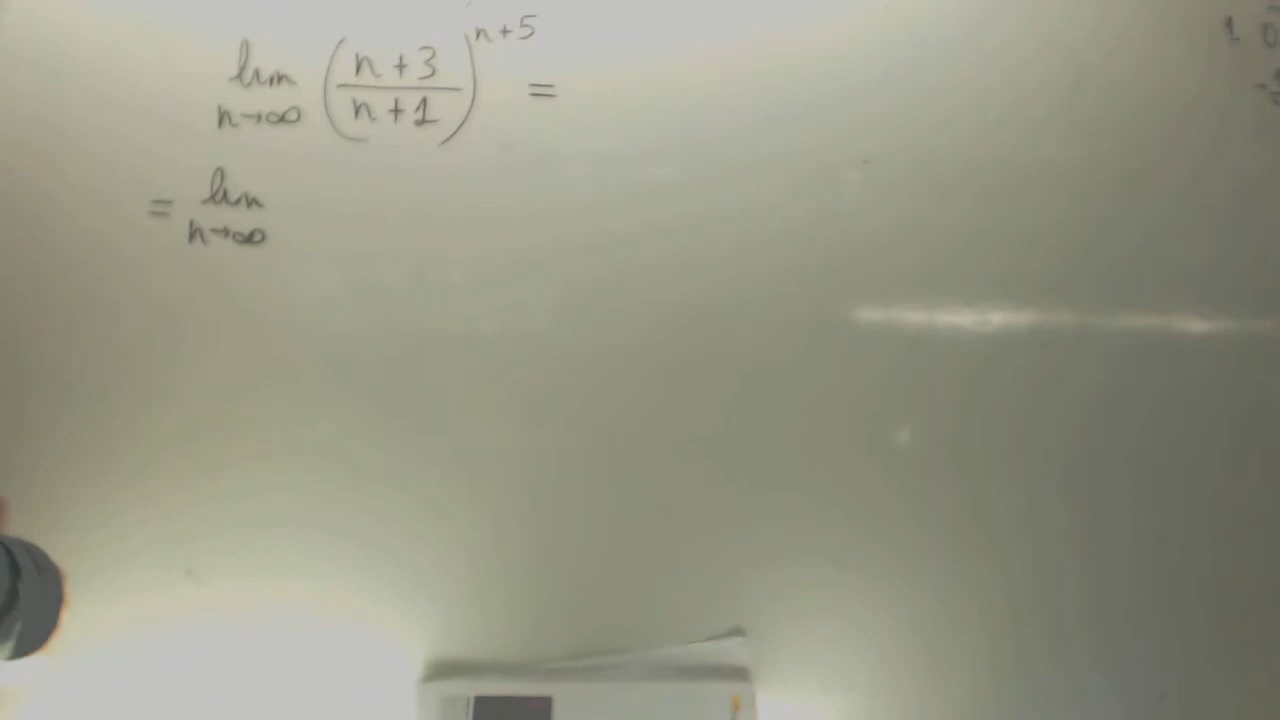 lim n→∞ ((n+3)/(n+1))^(n+5) =
= lim n→∞